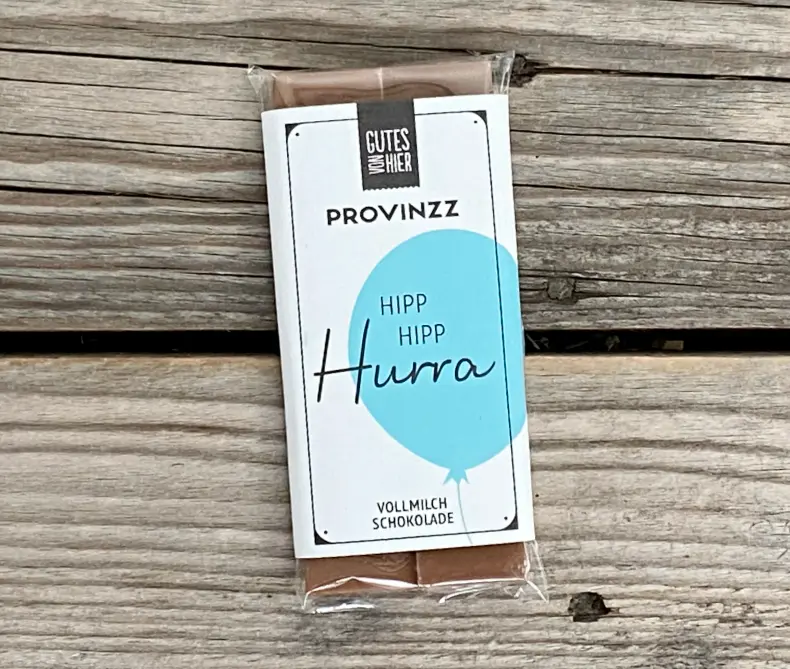 GUTES
VON HIER
PROVINZZ
HIPP
HIPP
Hurra
VOLLMILCH
SCHOKOLADE